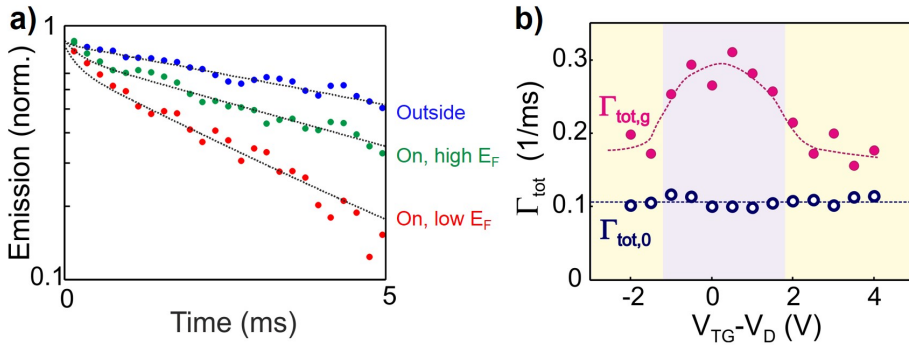 a)
Emission (norm.)
1
0.1
0
5
Time (ms)
Outside
On, high E_F
On, low E_F
b)
Γ_tot (1/ms)
0.3
0.2
0.1
0
-2
0
2
4
V_TG-V_D (V)
Γ_tot,g
Γ_tot,0